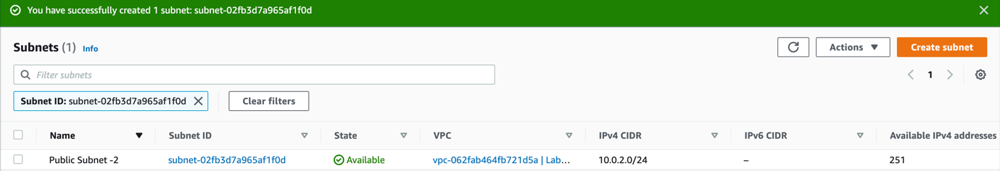 You have successfully created 1 subnet: subnet-02fb3d7a965af1f0d
Subnets (1) Info
Actions
Create subnet
Filter subnets
1
Subnet ID: subnet-02fb3d7a965af1f0d
Clear filters
Name Subnet ID State VPC IPv4 CIDR IPv6 CIDR Available IPv4 addresses
Public Subnet -2 subnet-02fb3d7a965af1f0d Available vpc-062fab464fb721d5a | Lab... 10.0.2.0/24 – 251